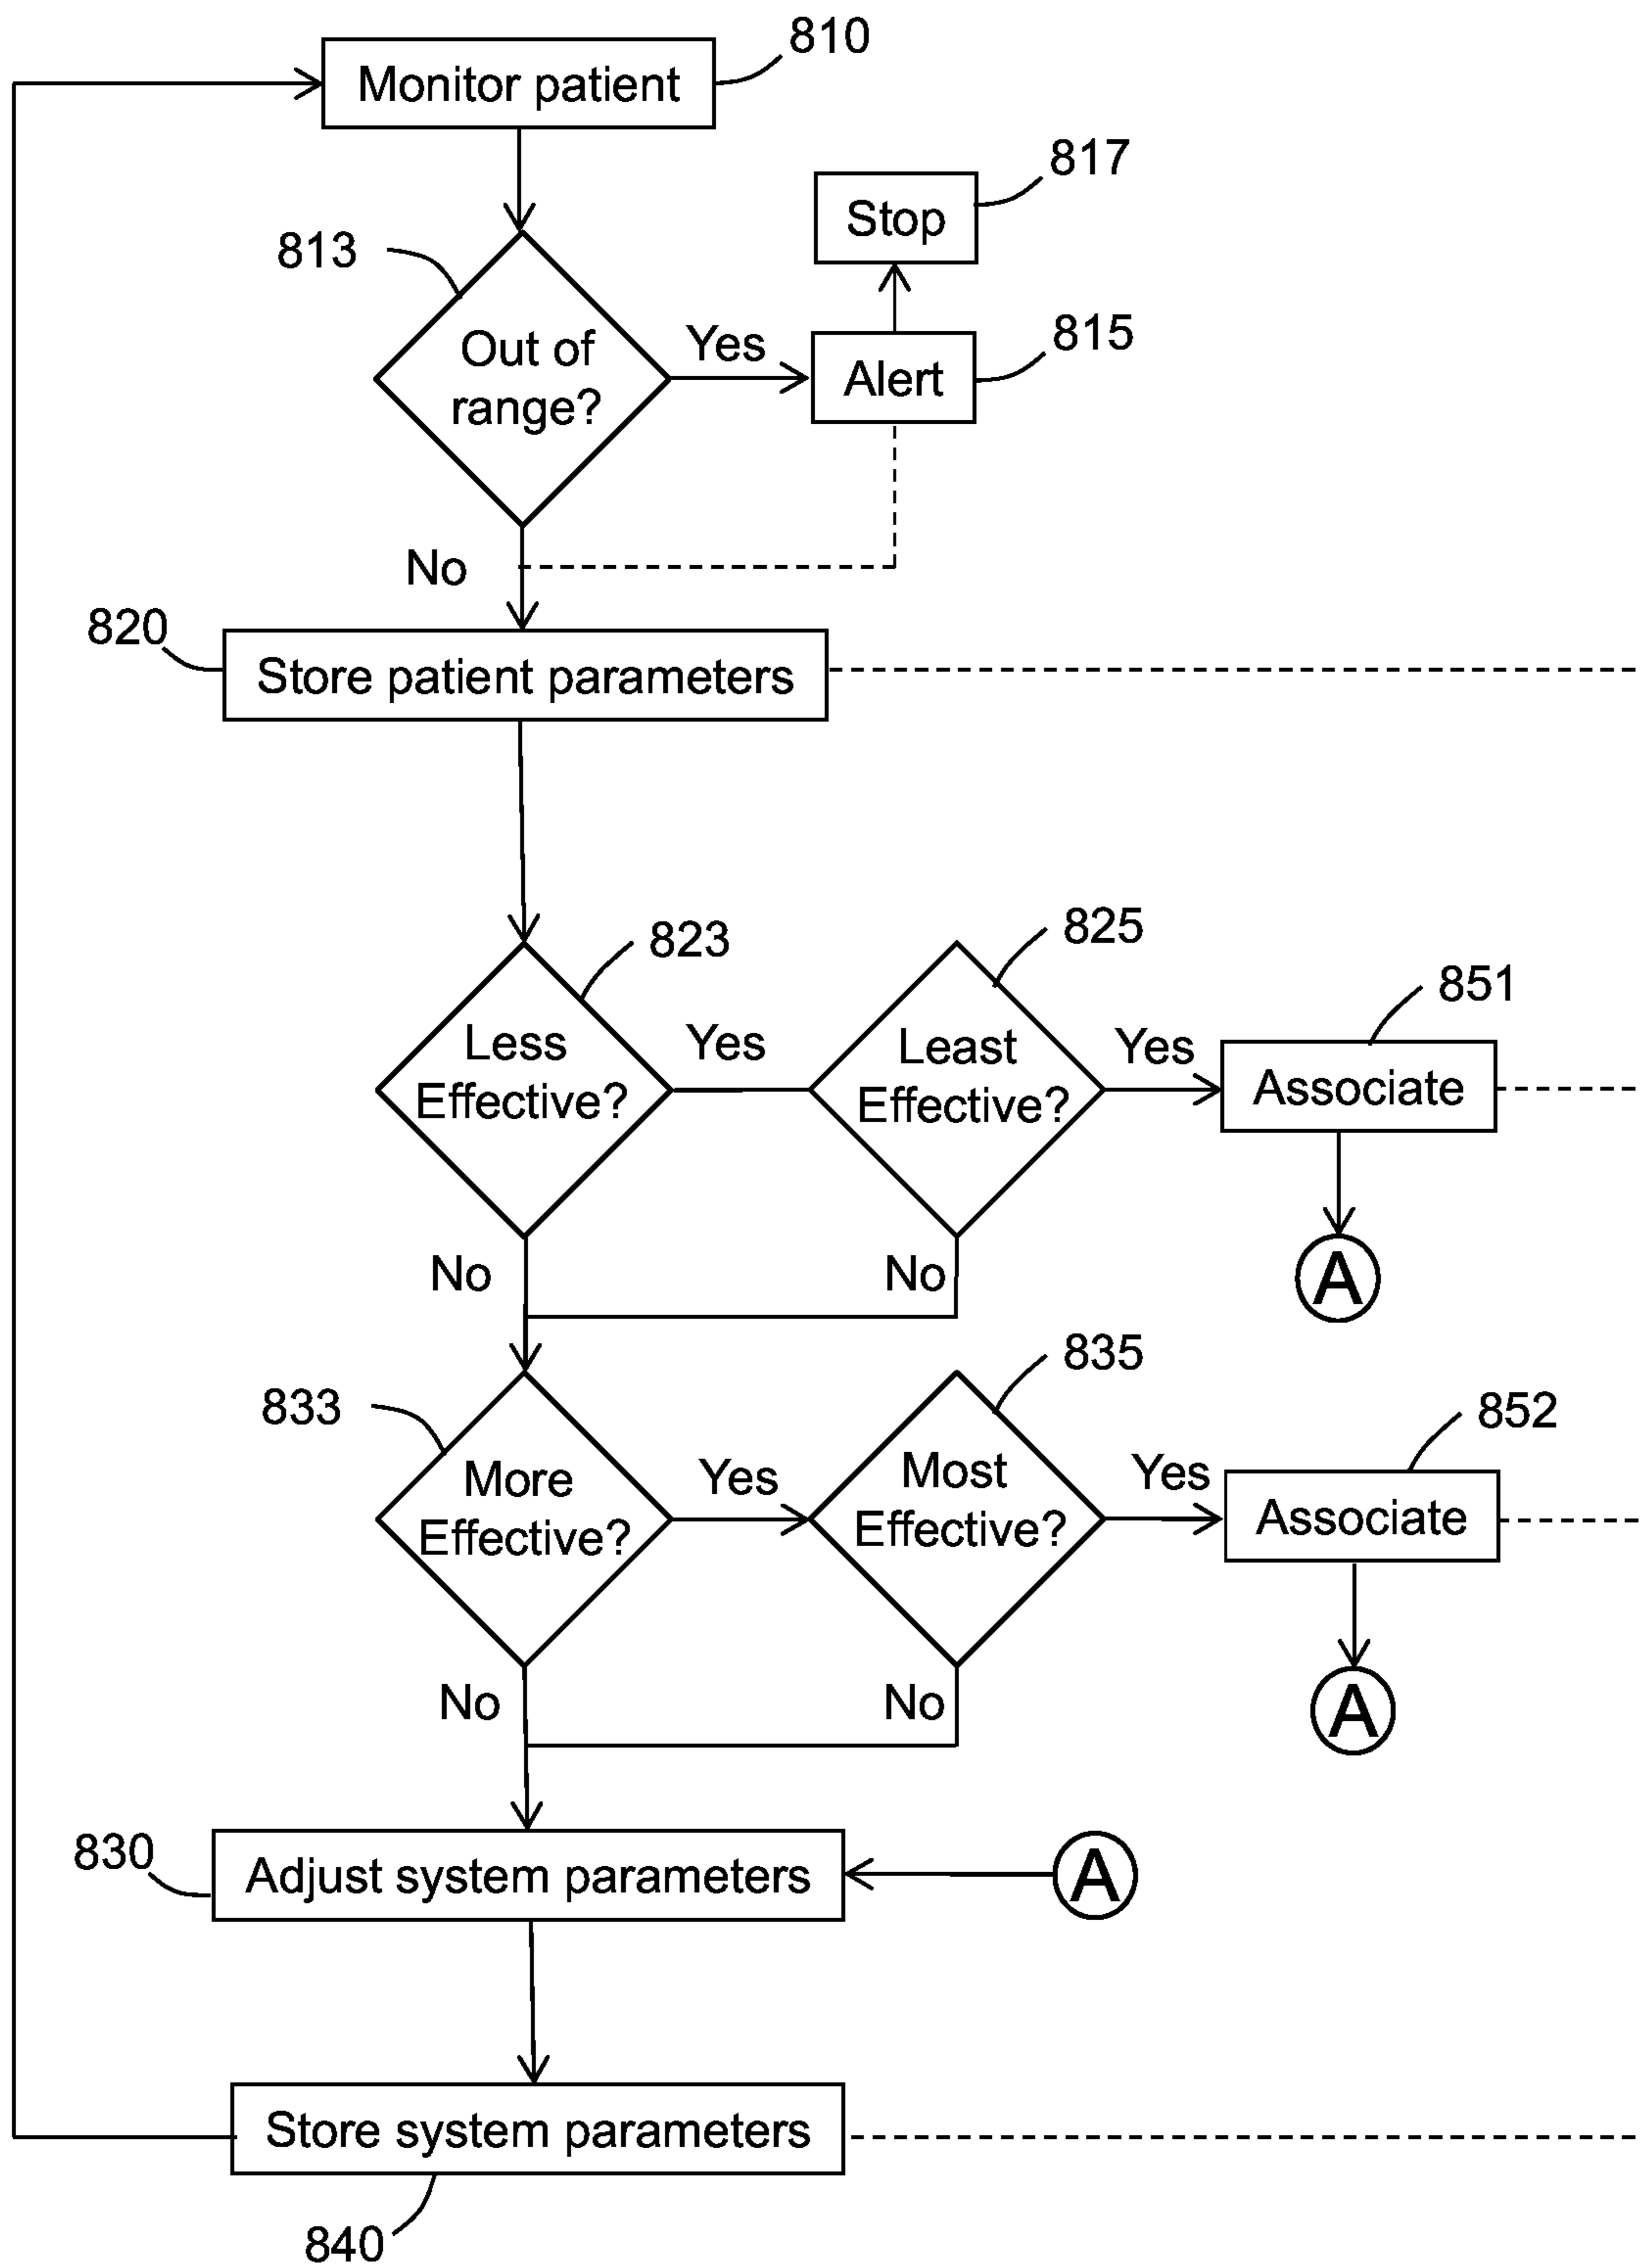 810
Monitor patient
817
Stop
813
Out of
range?
Yes
815
Alert
No
820
Store patient parameters
823
825
851
Less
Effective?
Yes
Least
Effective?
Yes
Associate
No
No
A
833
835
852
More
Effective?
Yes
Most
Effective?
Yes
Associate
No
No
A
830
Adjust system parameters
A
Store system parameters
840